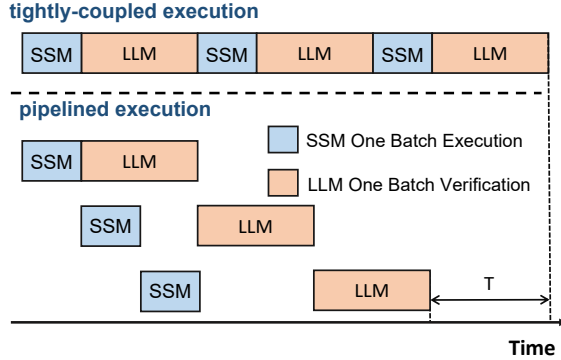 tightly-coupled execution
SSM LLM SSM LLM SSM LLM
pipelined execution
SSM One Batch Execution
SSM LLM
LLM One Batch Verification
SSM LLM
SSM LLM T
Time